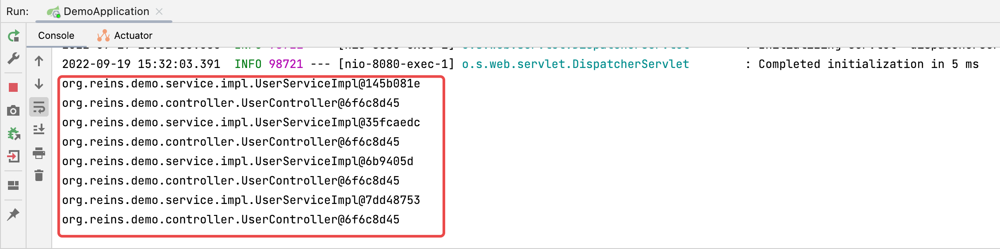 Run: DemoApplication
Console Actuator
2022-09-19 15:32:03.391 INFO 98721 --- [nio-8080-exec-1] o.s.web.servlet.DispatcherServlet : Completed initialization in 5 ms
org.reins.demo.service.impl.UserServiceImpl@145b081e
org.reins.demo.controller.UserController@6f6c8d45
org.reins.demo.service.impl.UserServiceImpl@35fcaedc
org.reins.demo.controller.UserController@6f6c8d45
org.reins.demo.service.impl.UserServiceImpl@6b9405d
org.reins.demo.controller.UserController@6f6c8d45
org.reins.demo.service.impl.UserServiceImpl@7dd48753
org.reins.demo.controller.UserController@6f6c8d45